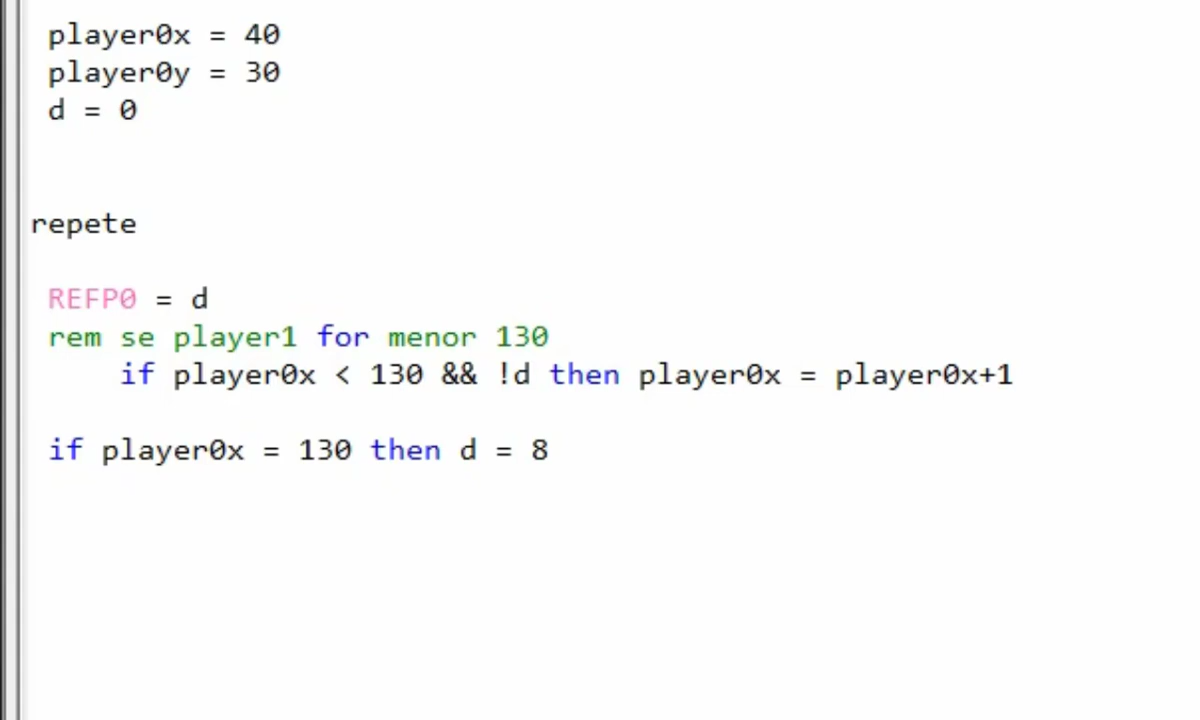 player0x = 40
player0y = 30
d = 0
repete
REFP0 = d
rem se player1 for menor 130
if player0x < 130 && !d then player0x = player0x+1
if player0x = 130 then d = 8